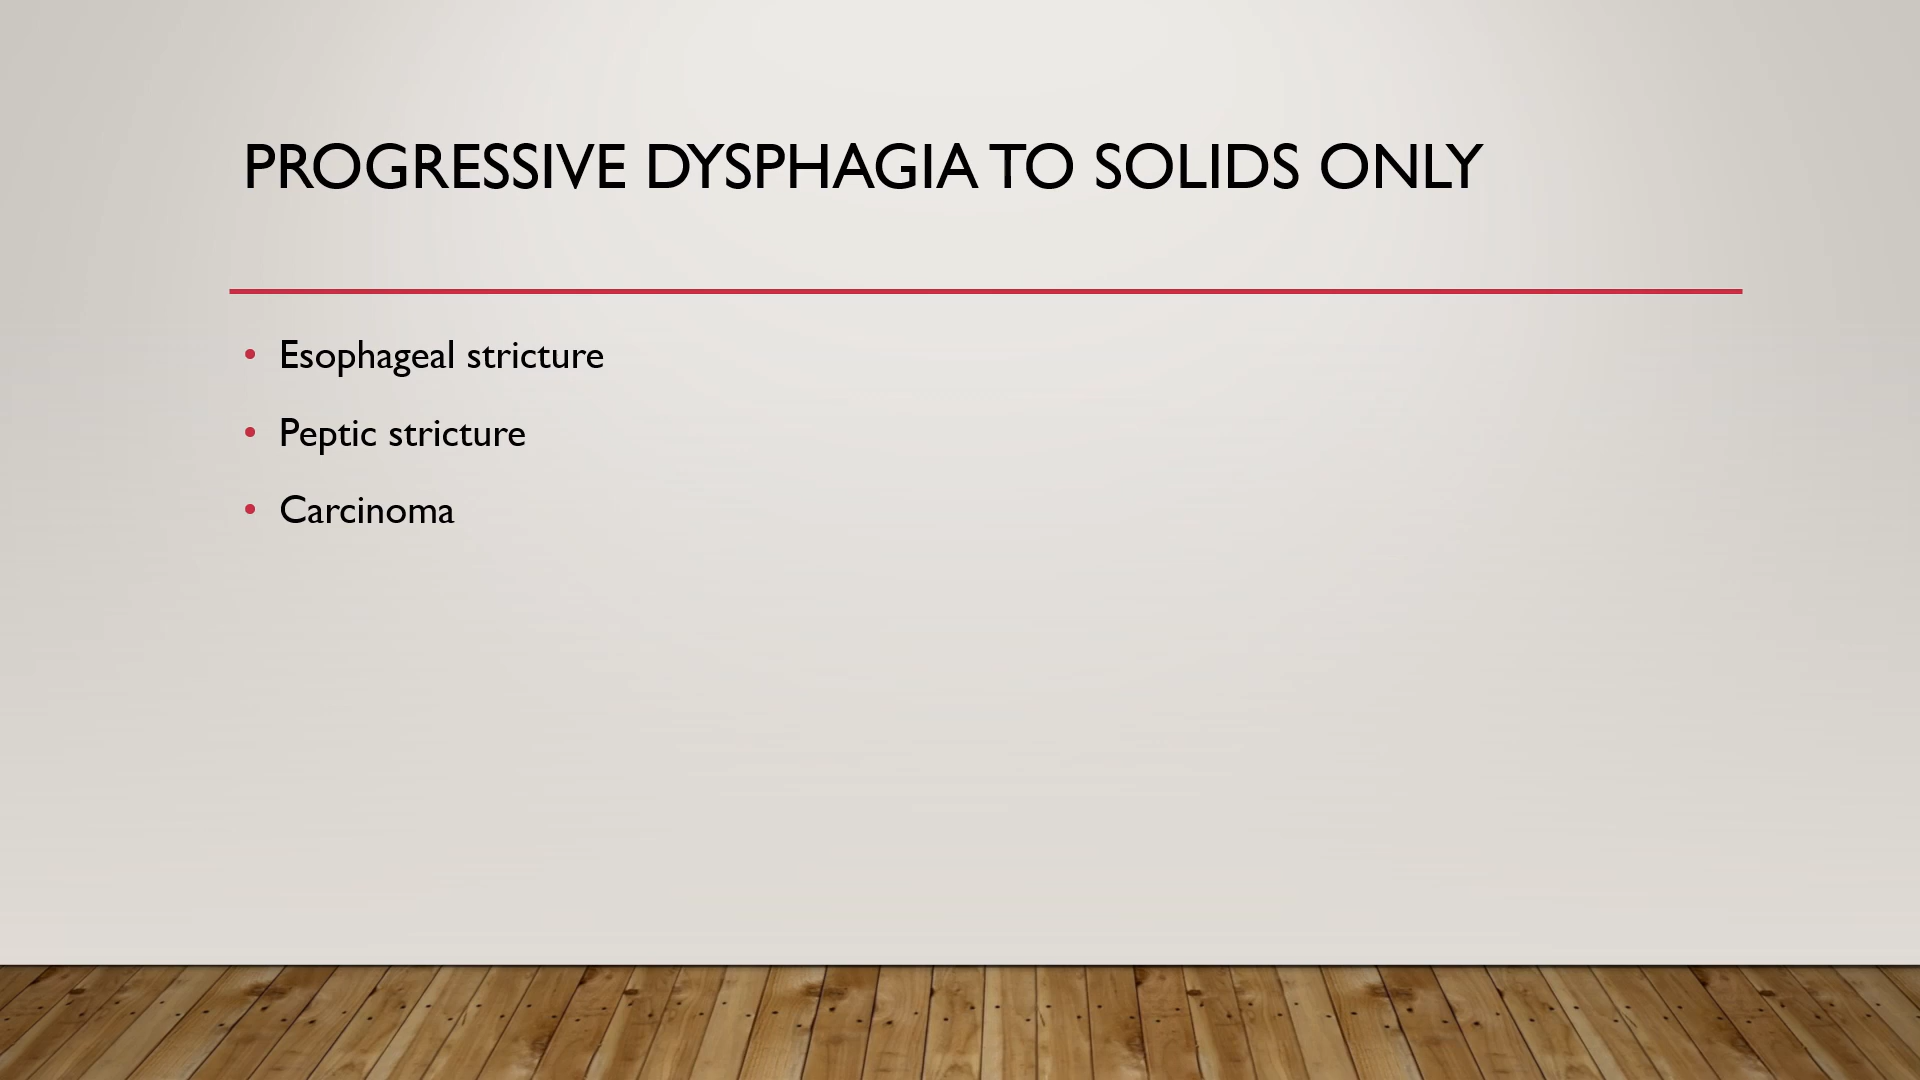 PROGRESSIVE DYSPHAGIA TO SOLIDS ONLY
• Esophageal stricture
• Peptic stricture
• Carcinoma